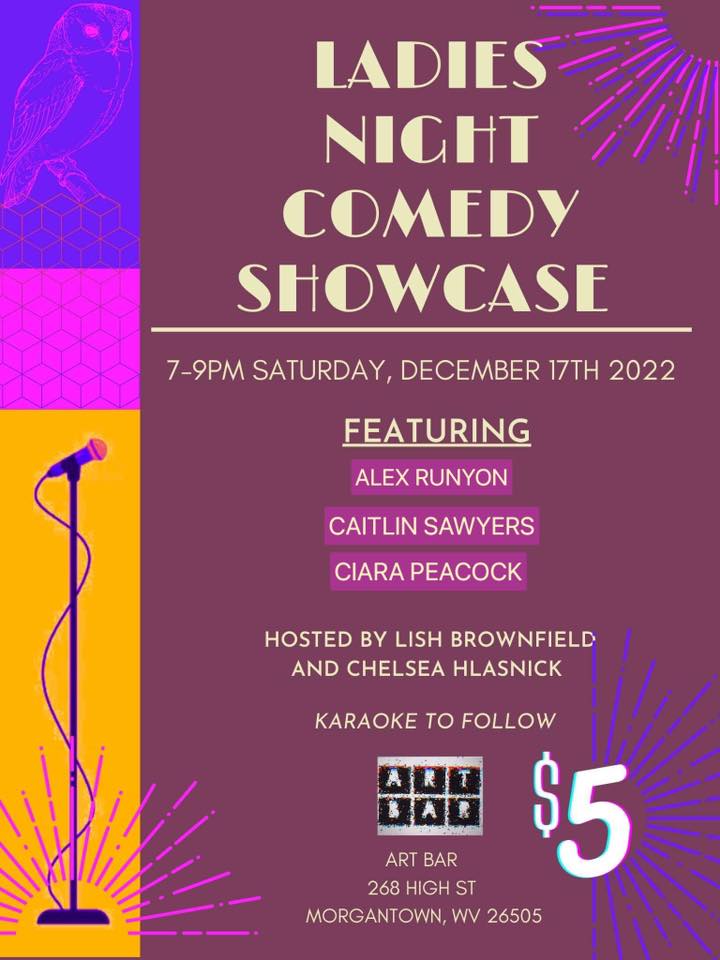 LADIES
NIGHT
COMEDY
SHOWCASE
7-9PM SATURDAY, DECEMBER 17TH 2022
FEATURING
ALEX RUNYON
CAITLIN SAWYERS
CIARA PEACOCK
HOSTED BY LISH BROWNFIELD
AND CHELSEA HLASNICK
KARAOKE TO FOLLOW
ART
BAR
$5
ART BAR
268 HIGH ST
MORGANTOWN, WV 26505